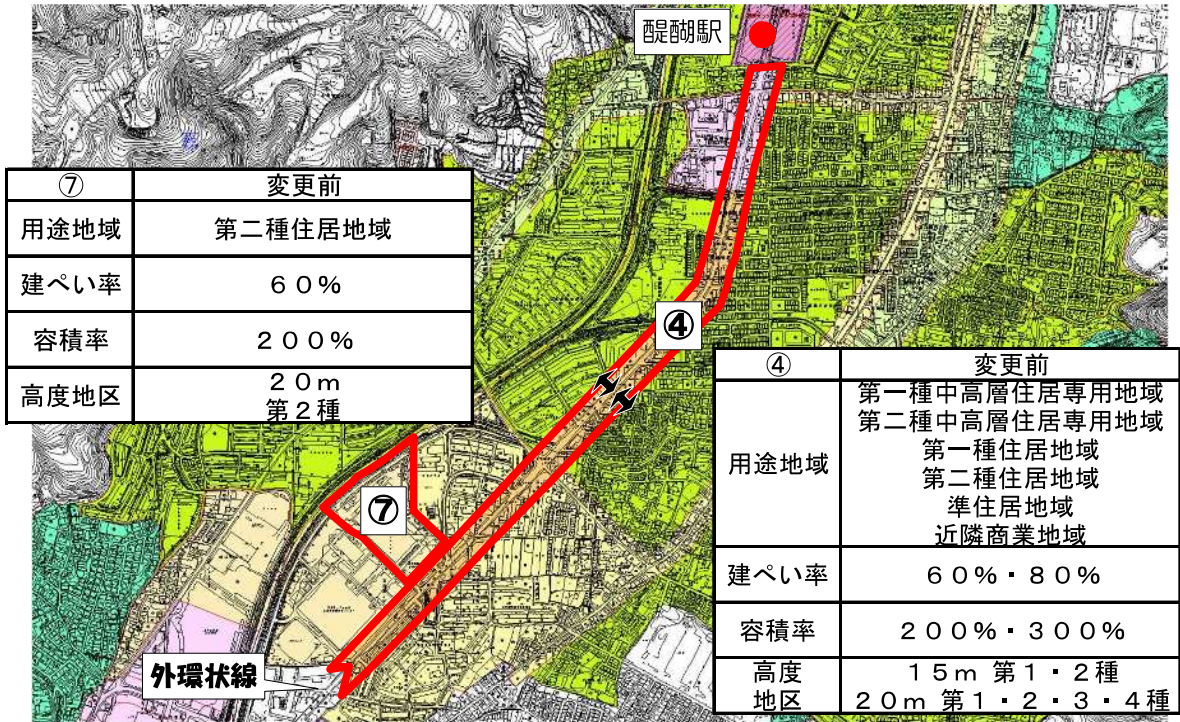 醍醐駅
⑦ 変更前
用途地域 第二種住居地域
建ぺい率 ６０％
容積率 ２００％
高度地区 ２０ｍ
第２種
④
⑦
外環状線
④ 変更前
用途地域 第一種中高層住居専用地域
第二種中高層住居専用地域
第一種住居地域
第二種住居地域
準住居地域
近隣商業地域
建ぺい率 ６０％・８０％
容積率 ２００％・３００％
高度 １５ｍ 第１・２種
地区 ２０ｍ 第１・２・３・４種